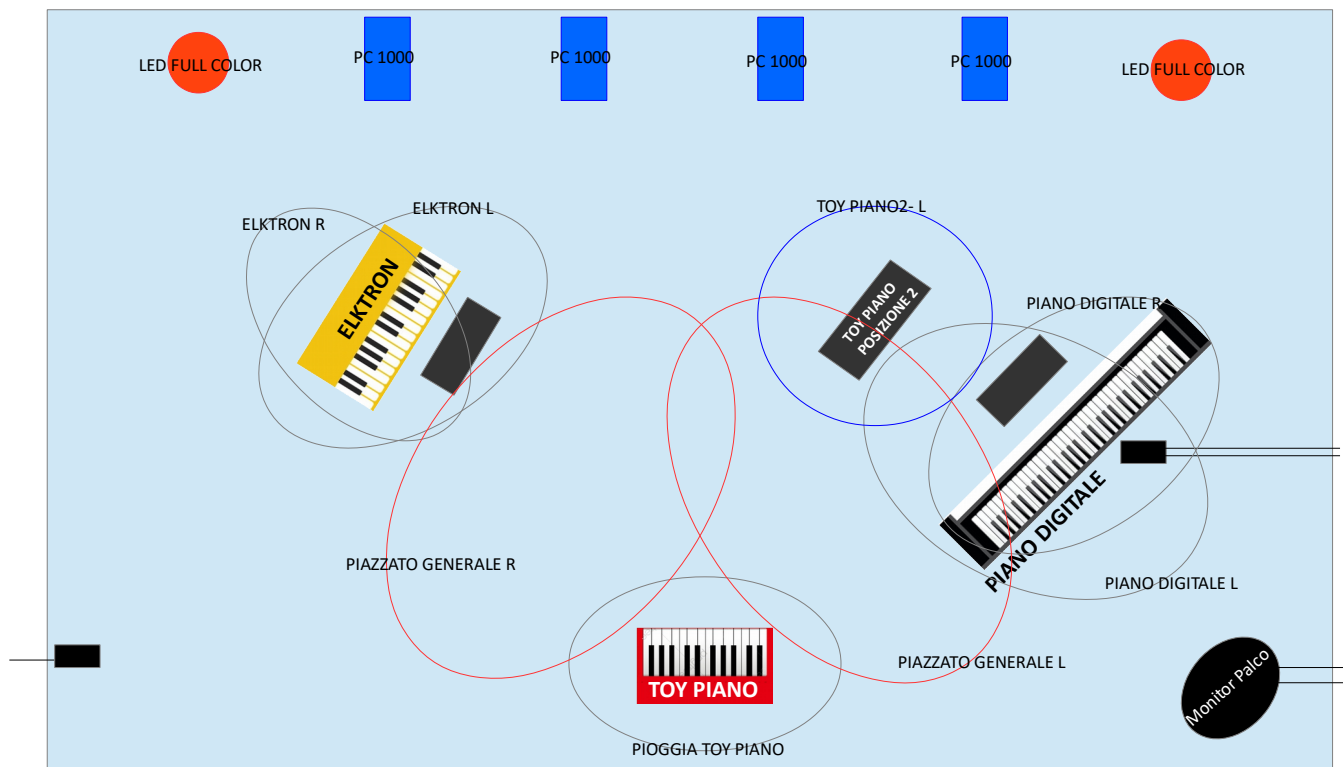 LED FULL COLOR
PC 1000
PC 1000
PC 1000
PC 1000
LED FULL COLOR
ELKTRON R
ELKTRON L
TOY PIANO2- L
ELKTRON
TOY PIANO
POSIZIONE 2
PIANO DIGITALE R
PIANO DIGITALE
PIAZZATO GENERALE R
PIANO DIGITALE L
PIAZZATO GENERALE L
TOY PIANO
Monitor Palco
PIOGGIA TOY PIANO